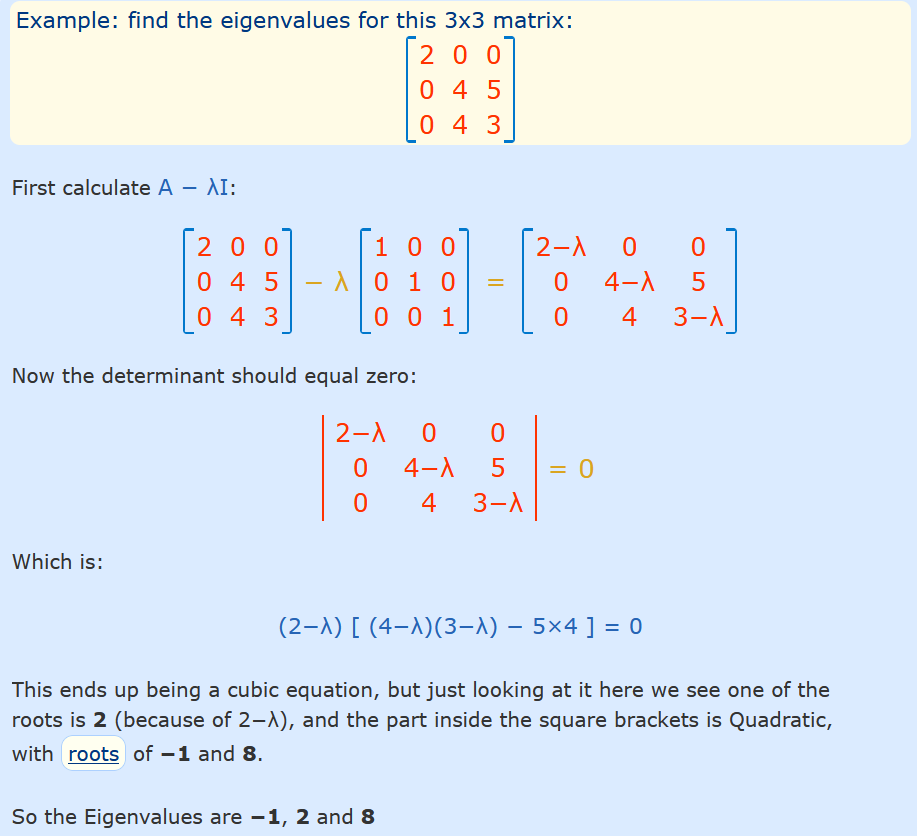 Example: find the eigenvalues for this 3x3 matrix:
2 0 0
0 4 5
0 4 3
First calculate A − λI:
2 0 0 1 0 0 2−λ 0 0
0 4 5 − λ 0 1 0 = 0 4−λ 5
0 4 3 0 0 1 0 4 3−λ
Now the determinant should equal zero:
2−λ 0 0
0 4−λ 5 = 0
0 4 3−λ
Which is:
(2−λ) [ (4−λ)(3−λ) − 5×4 ] = 0
This ends up being a cubic equation, but just looking at it here we see one of the
roots is 2 (because of 2−λ), and the part inside the square brackets is Quadratic,
with roots of −1 and 8.
So the Eigenvalues are −1, 2 and 8